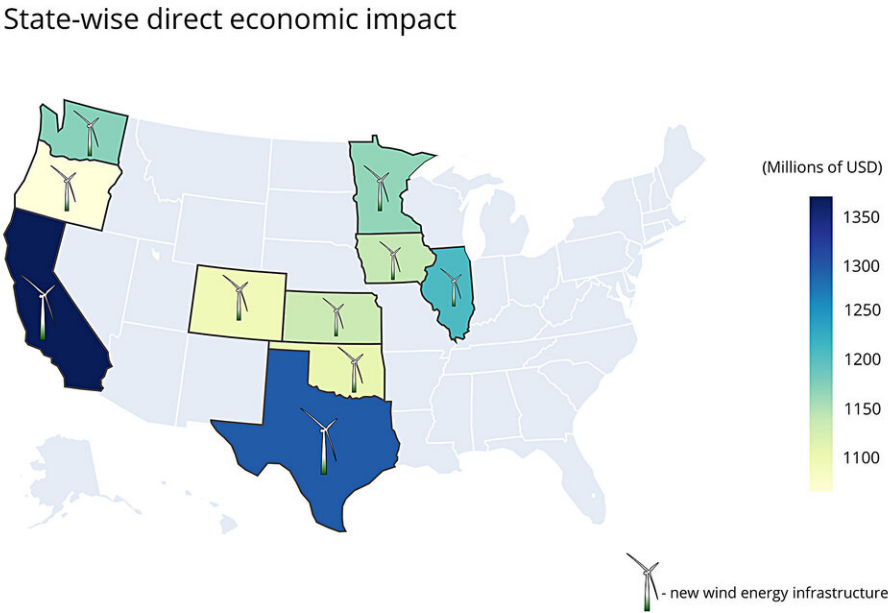 State-wise direct economic impact
(Millions of USD)
1350
1300
1250
1200
1150
1100
- new wind energy infrastructure